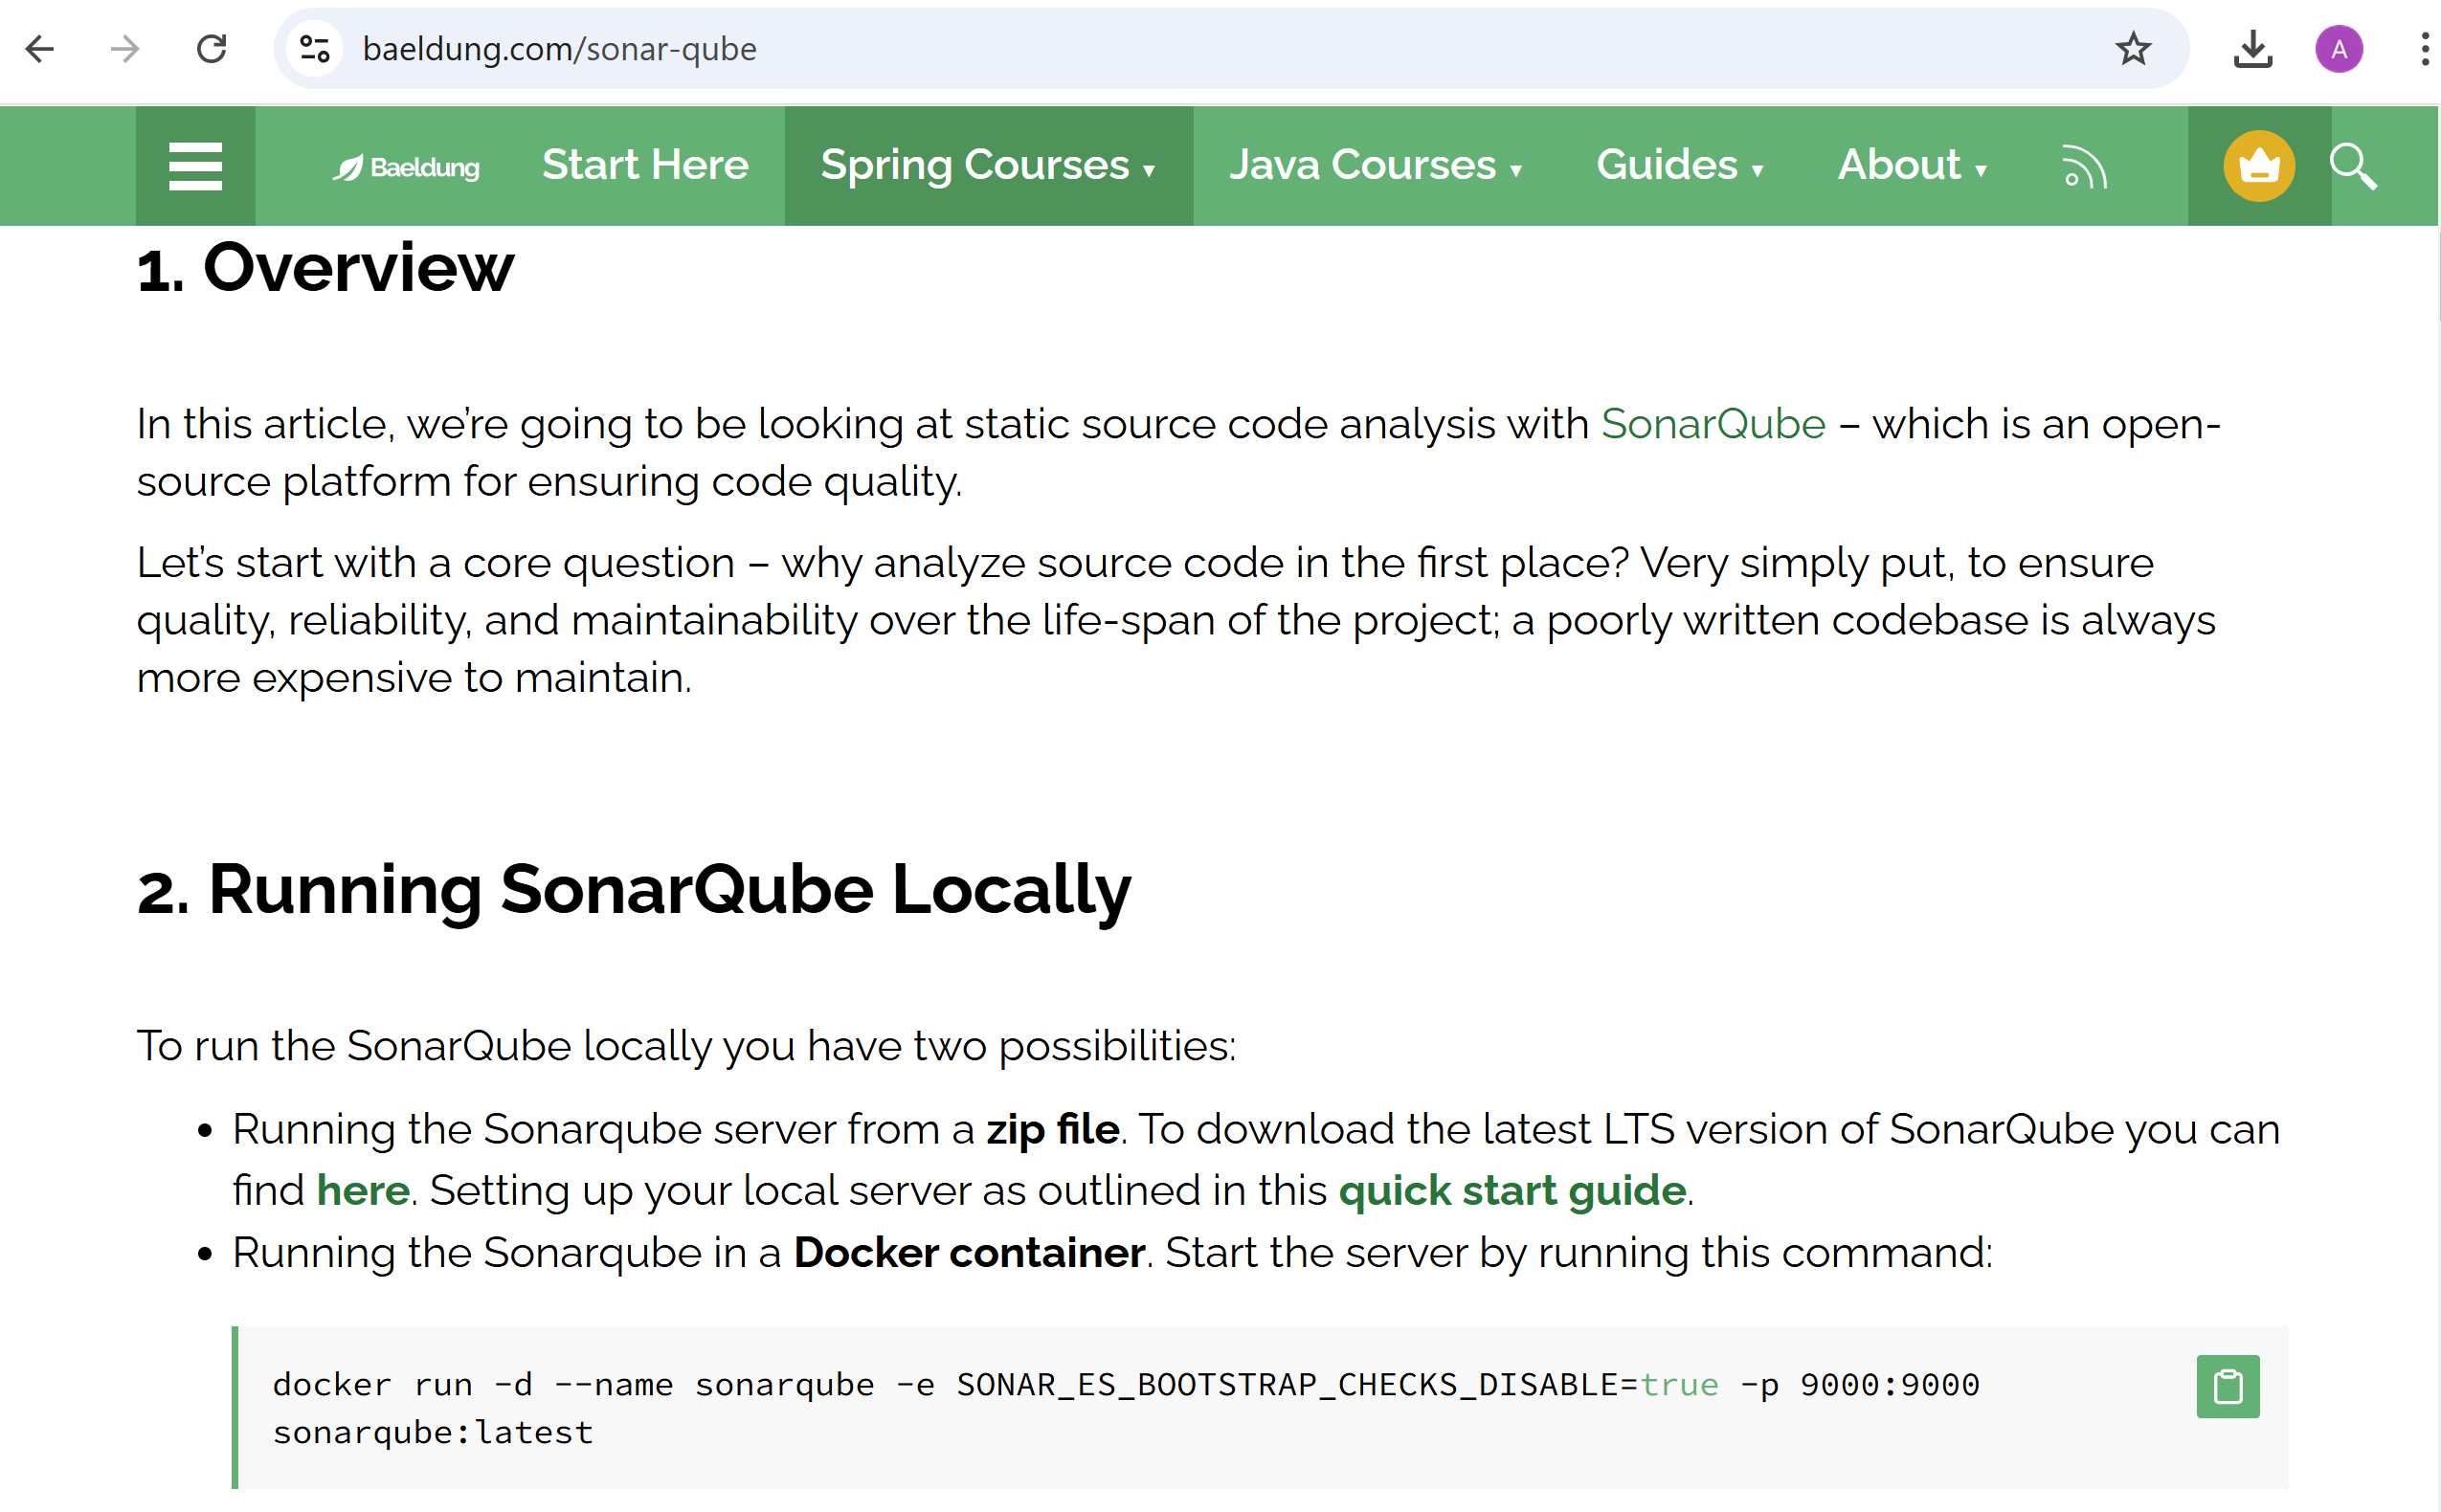 baeldung.com/sonar-qube
A
Baeldung
Start Here
Spring Courses ▾
Java Courses ▾
Guides ▾
About ▾
1. Overview
In this article, we’re going to be looking at static source code analysis with SonarQube – which is an open-
source platform for ensuring code quality.
Let’s start with a core question – why analyze source code in the first place? Very simply put, to ensure
quality, reliability, and maintainability over the life-span of the project; a poorly written codebase is always
more expensive to maintain.
2. Running SonarQube Locally
To run the SonarQube locally you have two possibilities:
• Running the Sonarqube server from a zip file. To download the latest LTS version of SonarQube you can
find here. Setting up your local server as outlined in this quick start guide.
• Running the Sonarqube in a Docker container. Start the server by running this command:
docker run -d --name sonarqube -e SONAR_ES_BOOTSTRAP_CHECKS_DISABLE=true -p 9000:9000
sonarqube:latest